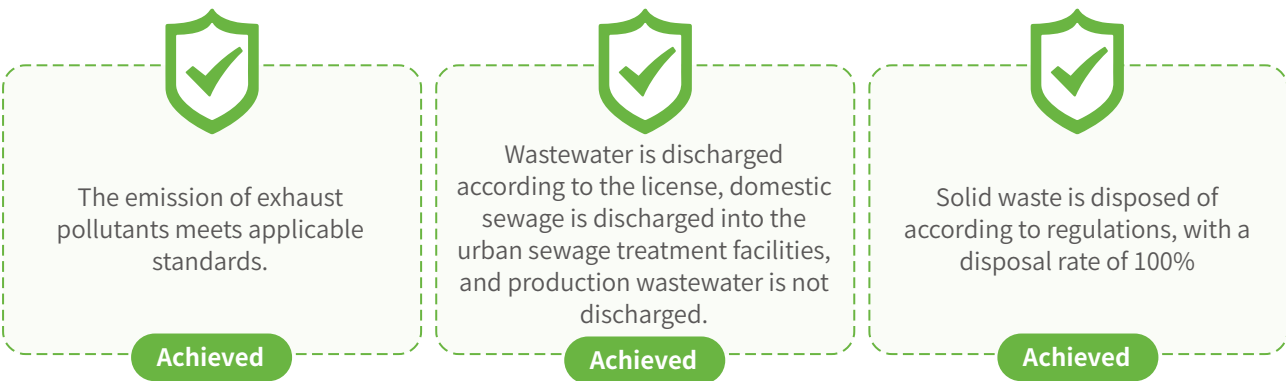 The emission of exhaust
pollutants meets applicable
standards.
Achieved
Wastewater is discharged
according to the license, domestic
sewage is discharged into the
urban sewage treatment facilities,
and production wastewater is not
discharged.
Achieved
Solid waste is disposed of
according to regulations, with a
disposal rate of 100%
Achieved